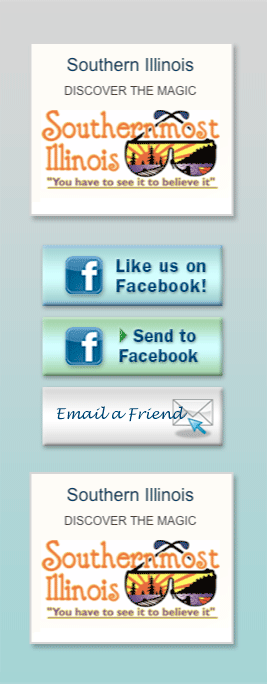 Southern Illinois
DISCOVER THE MAGIC
Southernmost
Illinois
"You have to see it to believe it"
f Like us on
Facebook!
f Send to
Facebook
Email a Friend
Southern Illinois
DISCOVER THE MAGIC
Southernmost
Illinois
"You have to see it to believe it"